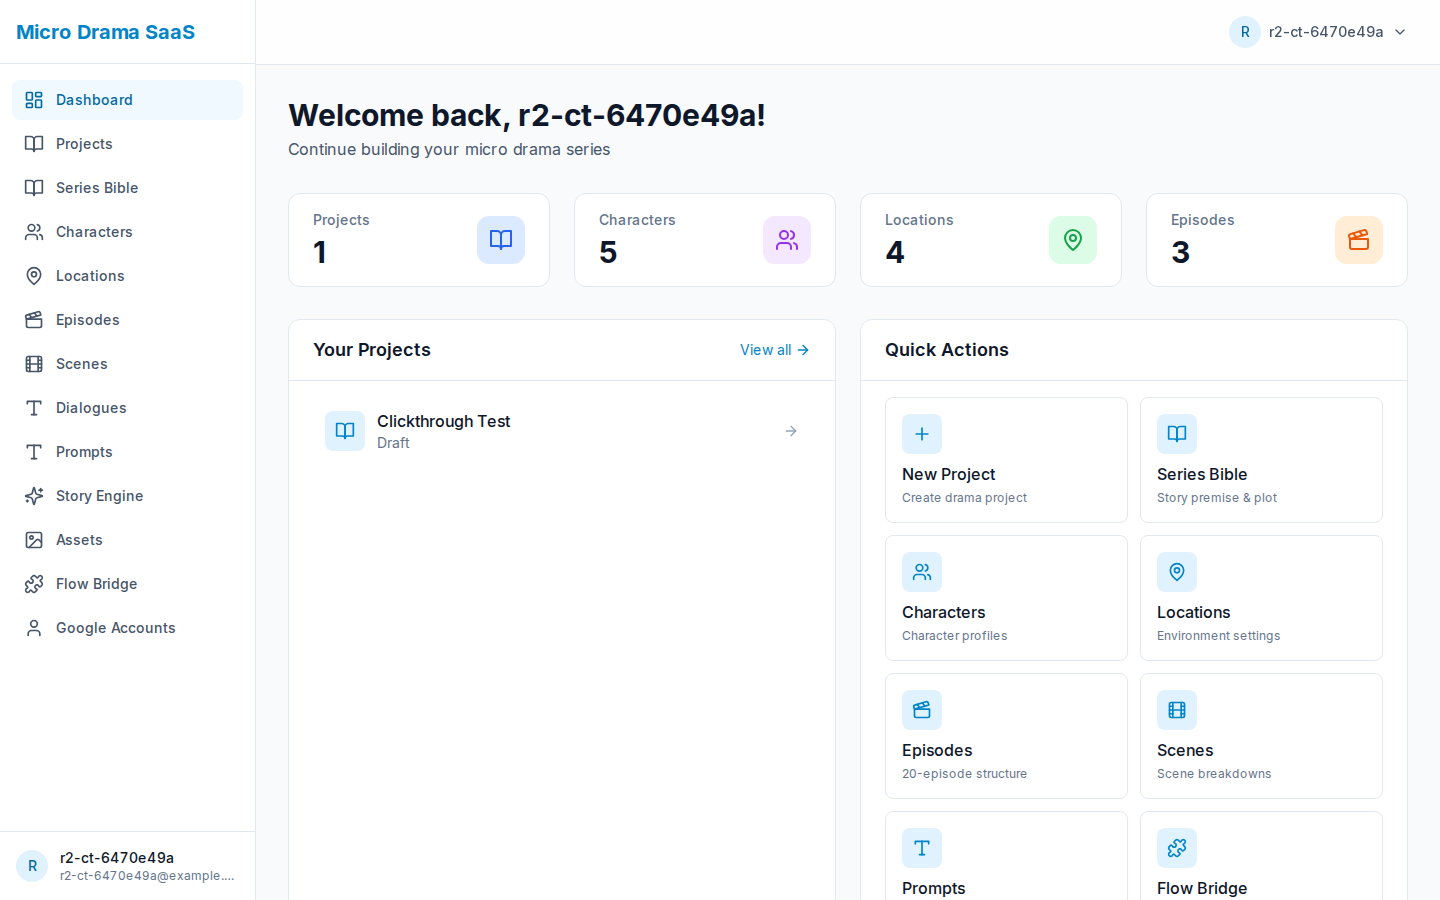 Micro Drama SaaS
R r2-ct-6470e49a
Dashboard
Projects
Series Bible
Characters
Locations
Episodes
Scenes
Dialogues
Prompts
Story Engine
Assets
Flow Bridge
Google Accounts
R r2-ct-6470e49a
r2-ct-6470e49a@example....
Welcome back, r2-ct-6470e49a!
Continue building your micro drama series
Projects
1
Characters
5
Locations
4
Episodes
3
Your Projects
View all
Clickthrough Test
Draft
Quick Actions
New Project
Create drama project
Series Bible
Story premise & plot
Characters
Character profiles
Locations
Environment settings
Episodes
20-episode structure
Scenes
Scene breakdowns
Prompts
Flow Bridge